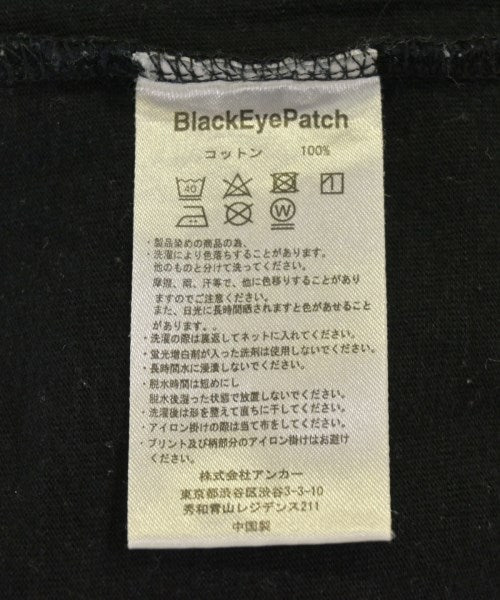 BlackEyePatch
コットン 100%
40
W
・製品染めの商品の為、
・洗濯により色落ちすることがあります。
他のものと分けて洗ってください。
摩擦、雨、汗等で、他に色移りすることがあり
ますのでご注意ください。
また、日光に長時間晒されますと色があせること
があります。。
・洗濯の際は裏返してネットに入れてください。
・蛍光増白剤が入った洗剤は使用しないでください。
・長時間水に浸漬しないでください。
・脱水時間は短めにし
脱水後湿った状態で放置しないでください。
・洗濯後は形を整えて直ちに干してください。
・アイロン掛けの際は当て布をしてください。
・プリント及び柄部分のアイロン掛けはお避け
ください。
株式会社アンカー
東京都渋谷区渋谷3-3-10
秀和青山レジデンス211
中国製